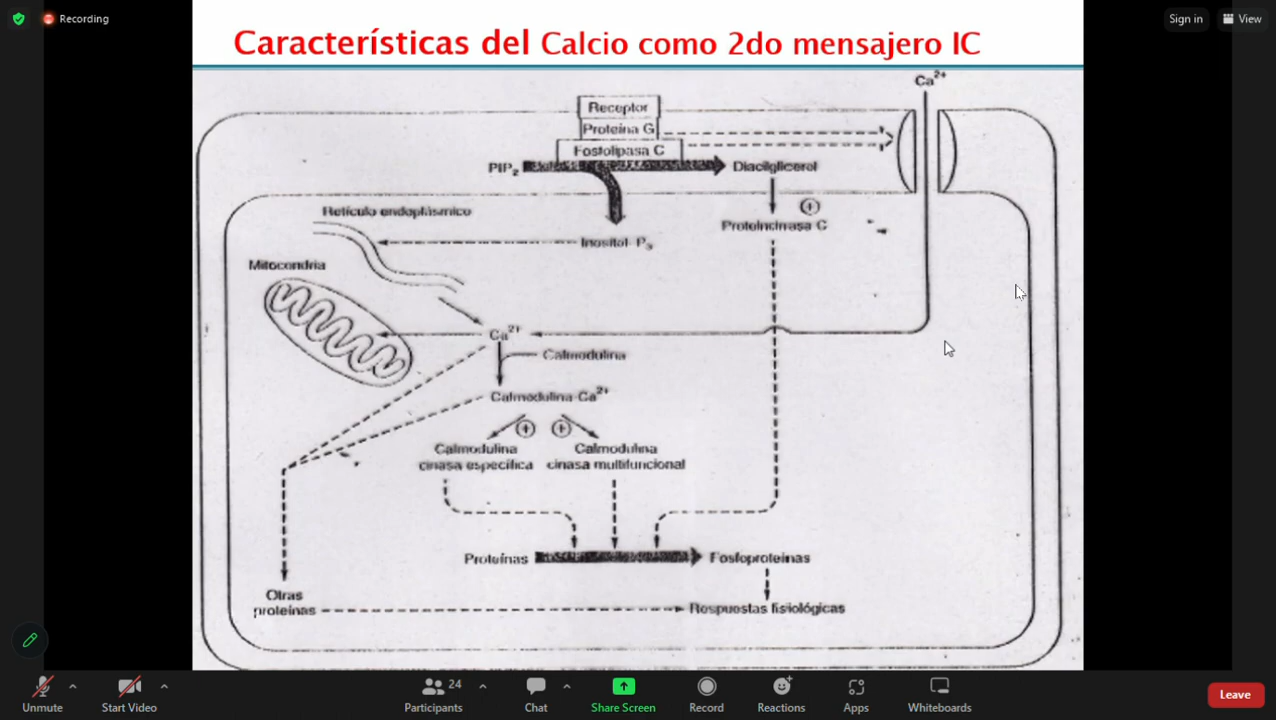 Recording
Sign in
View
Características del Calcio como 2do mensajero IC
Ca²⁺
Receptor
Proteína G
Fosfolipasa C
PIP₂
Diacilglicerol
Retículo endoplásmico
Inositol-P₃
+
Proteincinasa C
Mitocondria
Ca²⁺
Calmodulina
Calmodulina-Ca²⁺
+ +
Calmodulina
cinasa específica
Calmodulina
cinasa multifuncional
Proteínas
Fosfoproteínas
Otras
proteínas
Respuestas fisiológicas
Unmute
Start Video
24
Participants
Chat
Share Screen
Record
Reactions
Apps
Whiteboards
Leave